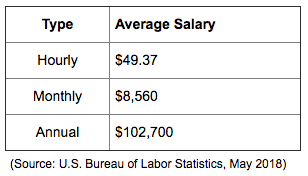 Type Average Salary
Hourly $49.37
Monthly $8,560
Annual $102,700
(Source: U.S. Bureau of Labor Statistics, May 2018)